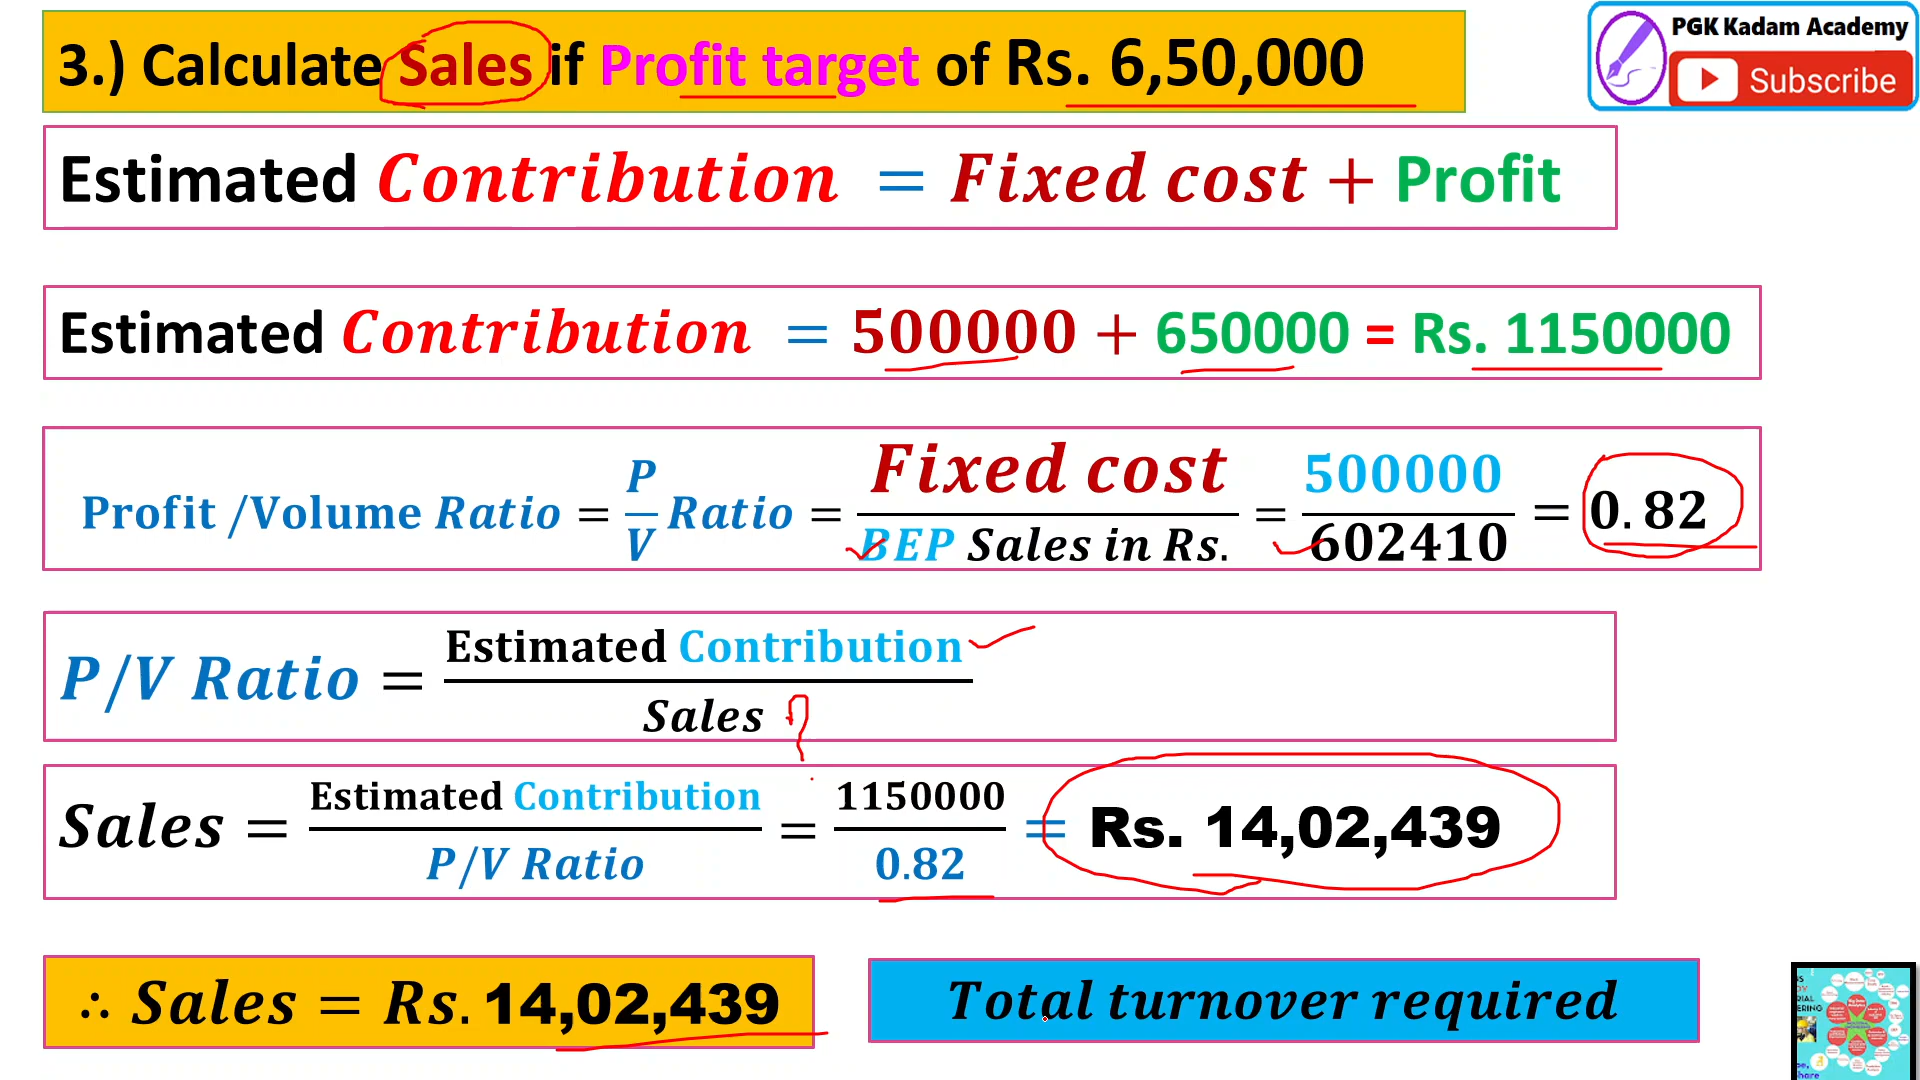 3.) Calculate Sales if Profit target of Rs. 6,50,000
PGK Kadam Academy
Subscribe
Estimated Contribution = Fixed cost + Profit
Estimated Contribution = 500000 + 650000 = Rs. 1150000
Profit /Volume Ratio = P/V Ratio = Fixed cost / BEP Sales in Rs. = 500000 / 602410 = 0.82
P/V Ratio = Estimated Contribution / Sales ?
Sales = Estimated Contribution / P/V Ratio = 1150000 / 0.82 = Rs. 14,02,439
∴ Sales = Rs. 14,02,439
Total turnover required